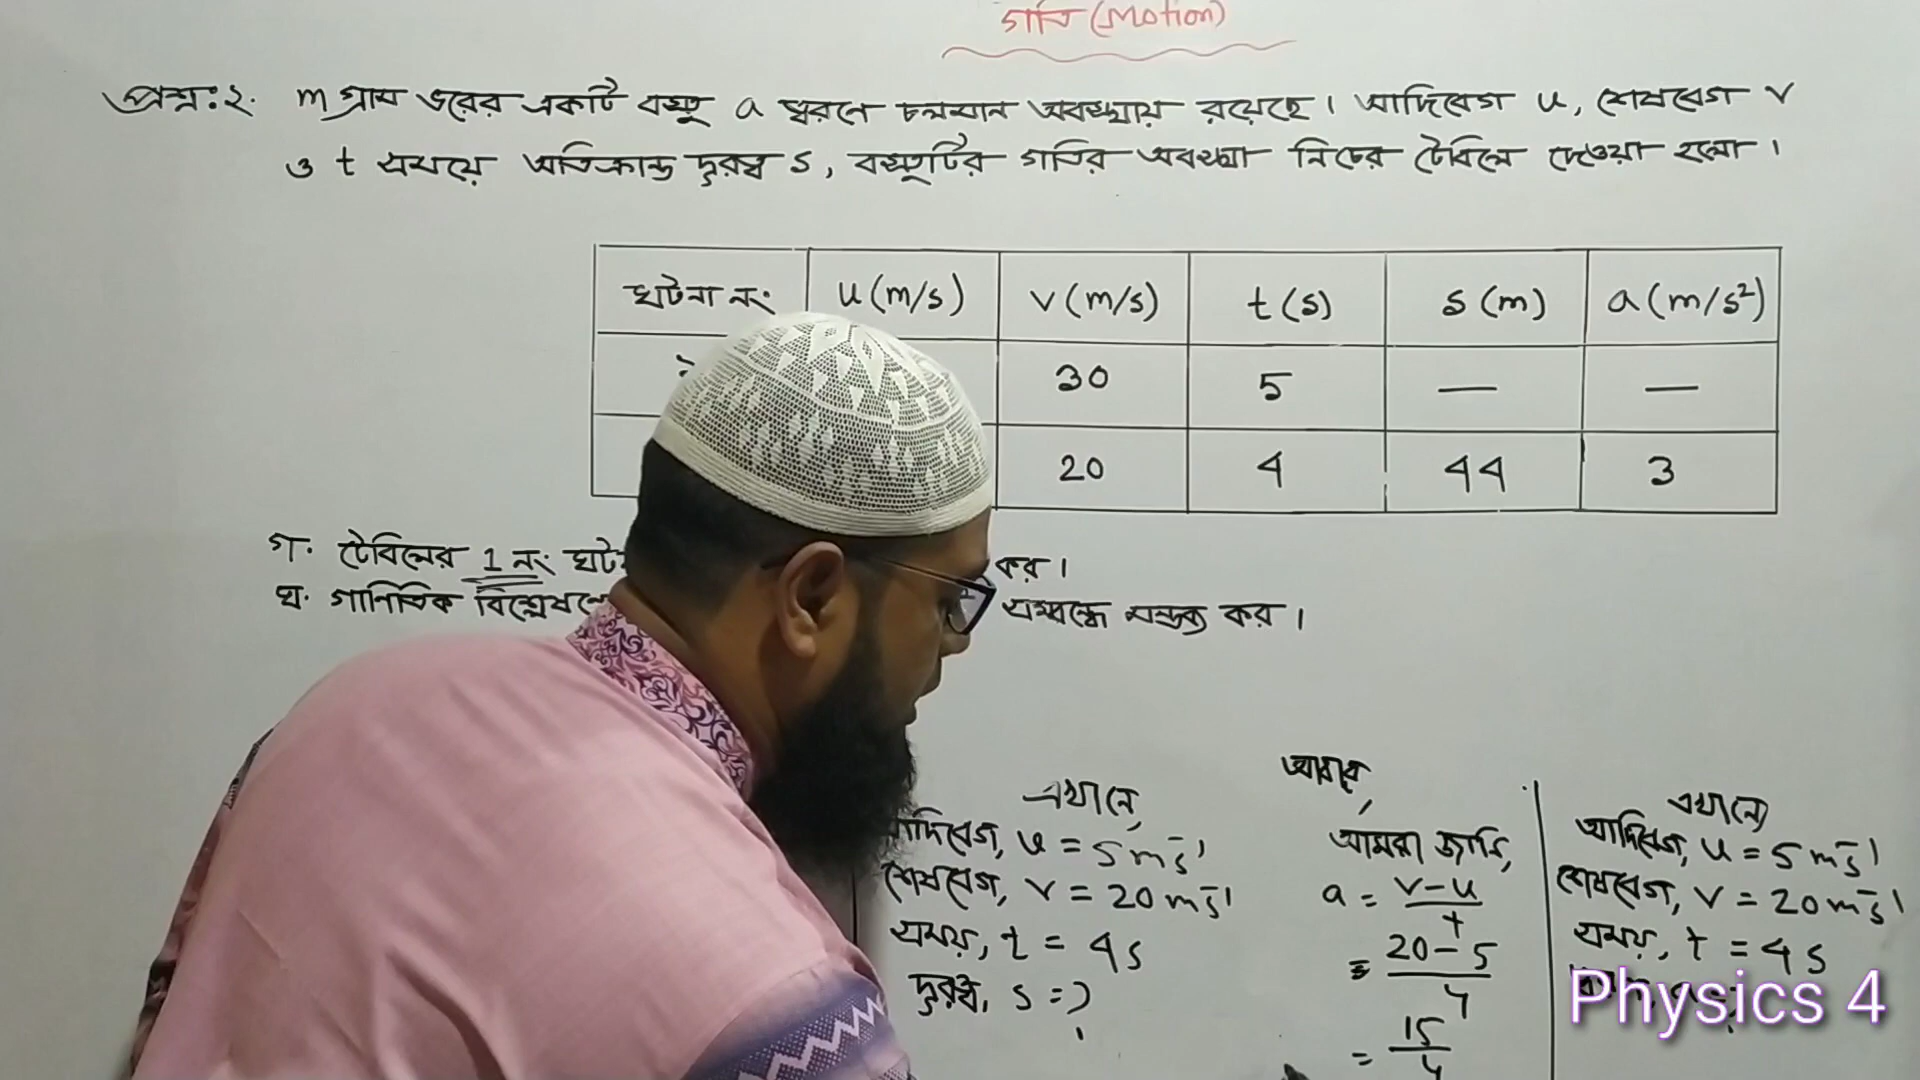 গতি (Motion)
প্রশ্ন: ২. m গ্রাম ভরের একটি বস্তু a ত্বরণে চলমান অবস্থায় রয়েছে। আদিবেগ u, শেষবেগ v
ও t সময়ে অতিক্রান্ত দূরত্ব s, বস্তুটির গতির অবস্থা নিচের টেবিলে দেওয়া হলো।
ঘটনা নং u (m/s) v (m/s) t (s) s (m) a (m/s²)
30 5 — —
20 4 44 3
গ. টেবিলের 1 নং কর।
ঘ. গাণিতিক বিশ্লেষণে সম্বন্ধে মন্তব্য কর।
এখানে,
u = 5 ms⁻¹
শেষবেগ, v = 20 ms⁻¹
সময়, t = 4s
দূরত্ব, s = ?
আবার,
আমরা জানি,
a = v-u/t
= 20-5/4
= 15/4
এখানে,
আদিবেগ, u = 5 ms⁻¹
শেষবেগ, v = 20 ms⁻¹
সময়, t = 4 s
Physics 4